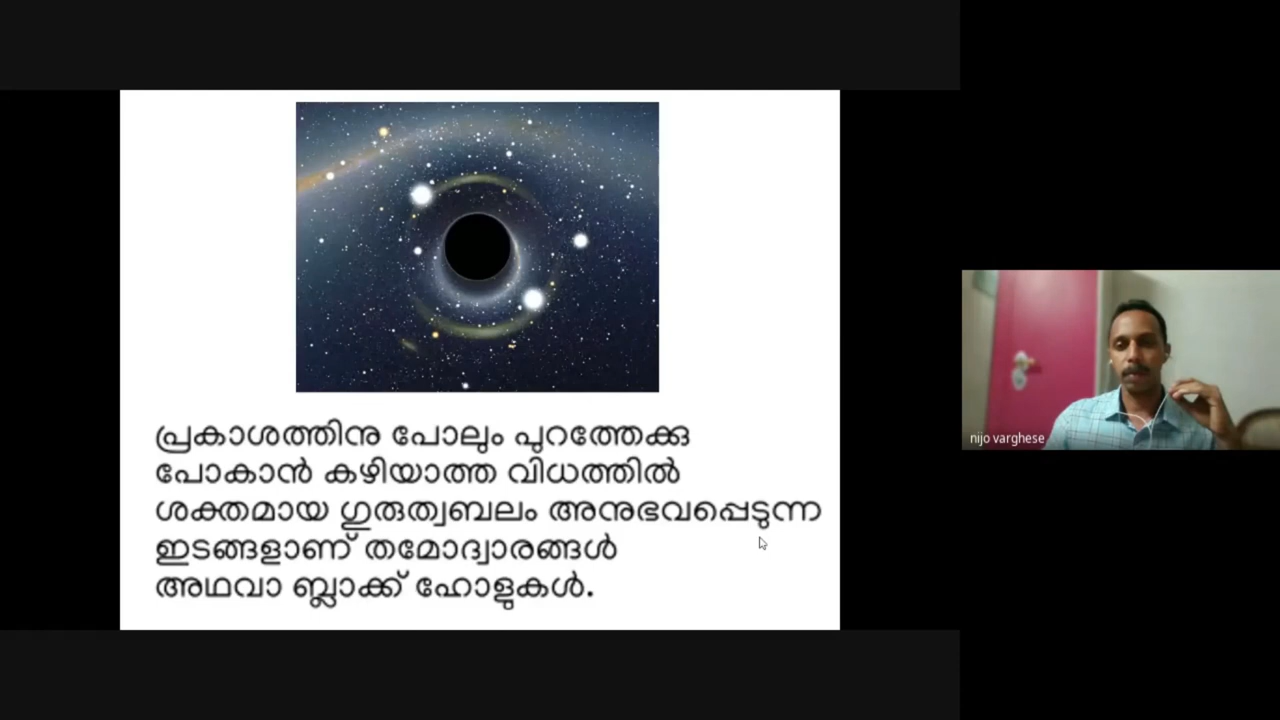 പ്രകാശത്തിനു പോലും പുറത്തേക്കു
പോകാൻ കഴിയാത്ത വിധത്തിൽ
ശക്തമായ ഗുരുത്വബലം അനുഭവപ്പെടുന്ന
ഇടങ്ങളാണ് തമോദ്വാരങ്ങൾ
അഥവാ ബ്ലാക്ക് ഹോളുകൾ.
nijo varghese